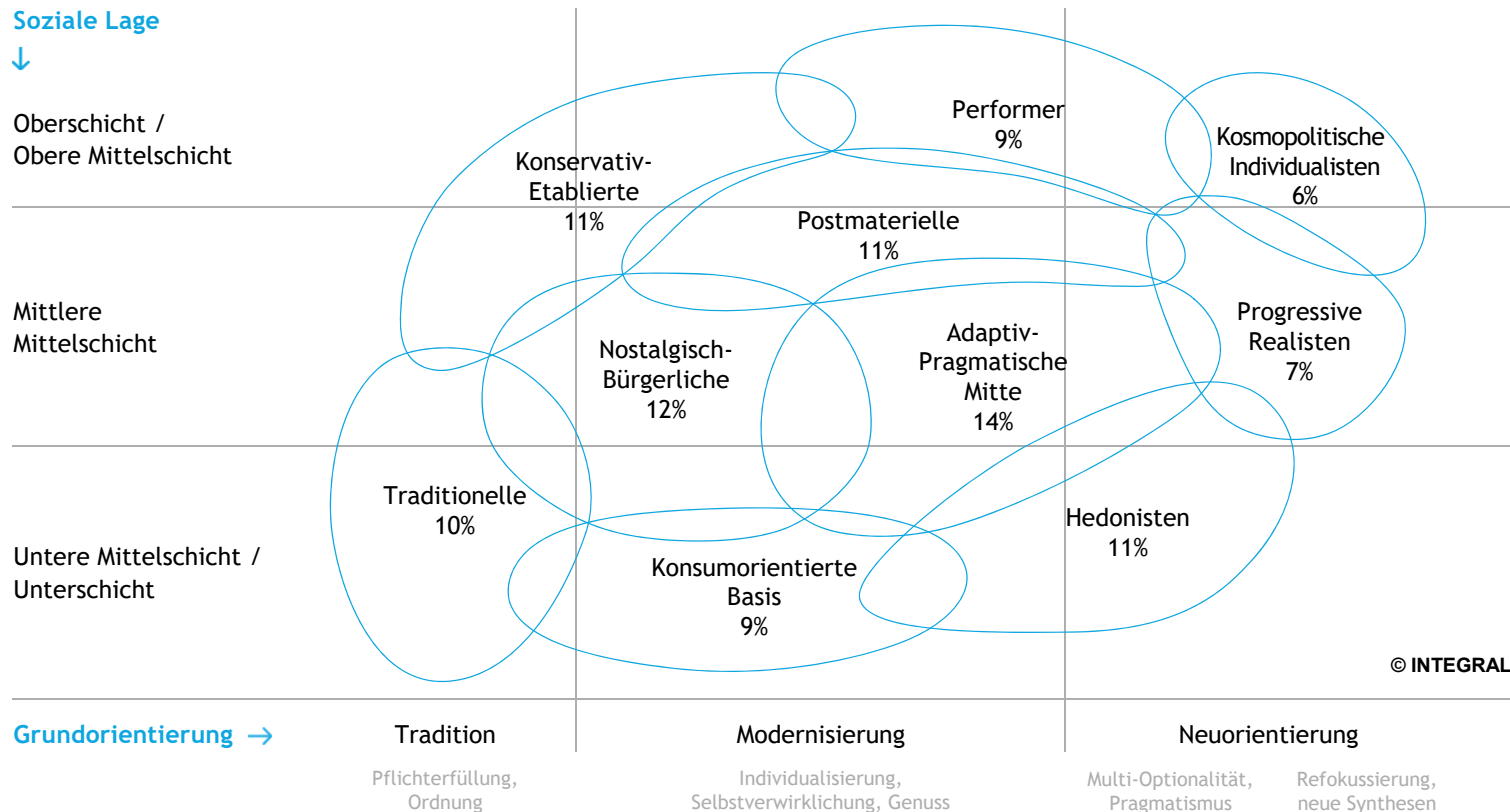 Soziale Lage
↓
Oberschicht /
Obere Mittelschicht
Mittlere
Mittelschicht
Untere Mittelschicht /
Unterschicht
Konservativ-
Etablierte
11%
Performer
9%
Kosmopolitische
Individualisten
6%
Postmaterielle
11%
Nostalgisch-
Bürgerliche
12%
Adaptiv-
Pragmatische
Mitte
14%
Progressive
Realisten
7%
Traditionelle
10%
Konsumorientierte
Basis
9%
Hedonisten
11%
© INTEGRAL
Grundorientierung →
Tradition
Modernisierung
Neuorientierung
Pflichterfüllung,
Ordnung
Individualisierung,
Selbstverwirklichung, Genuss
Multi-Optionalität,
Pragmatismus
Refokussierung,
neue Synthesen